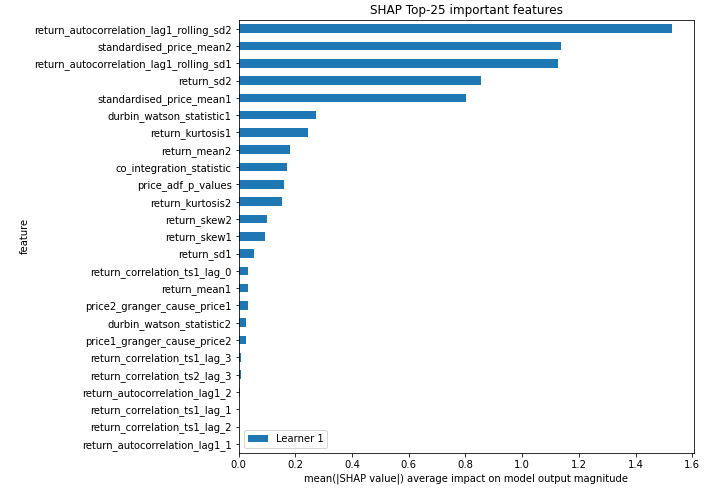 SHAP Top-25 important features
return_autocorrelation_lag1_rolling_sd2
standardised_price_mean2
return_autocorrelation_lag1_rolling_sd1
return_sd2
standardised_price_mean1
durbin_watson_statistic1
return_kurtosis1
return_mean2
co_integration_statistic
price_adf_p_values
return_kurtosis2
return_skew2
return_skew1
return_sd1
return_correlation_ts1_lag_0
return_mean1
price2_granger_cause_price1
durbin_watson_statistic2
price1_granger_cause_price2
return_correlation_ts1_lag_3
return_correlation_ts2_lag_3
return_autocorrelation_lag1_2
return_correlation_ts1_lag_1
return_correlation_ts1_lag_2
return_autocorrelation_lag1_1
feature
Learner 1
0.0 0.2 0.4 0.6 0.8 1.0 1.2 1.4 1.6
mean(|SHAP value|) average impact on model output magnitude